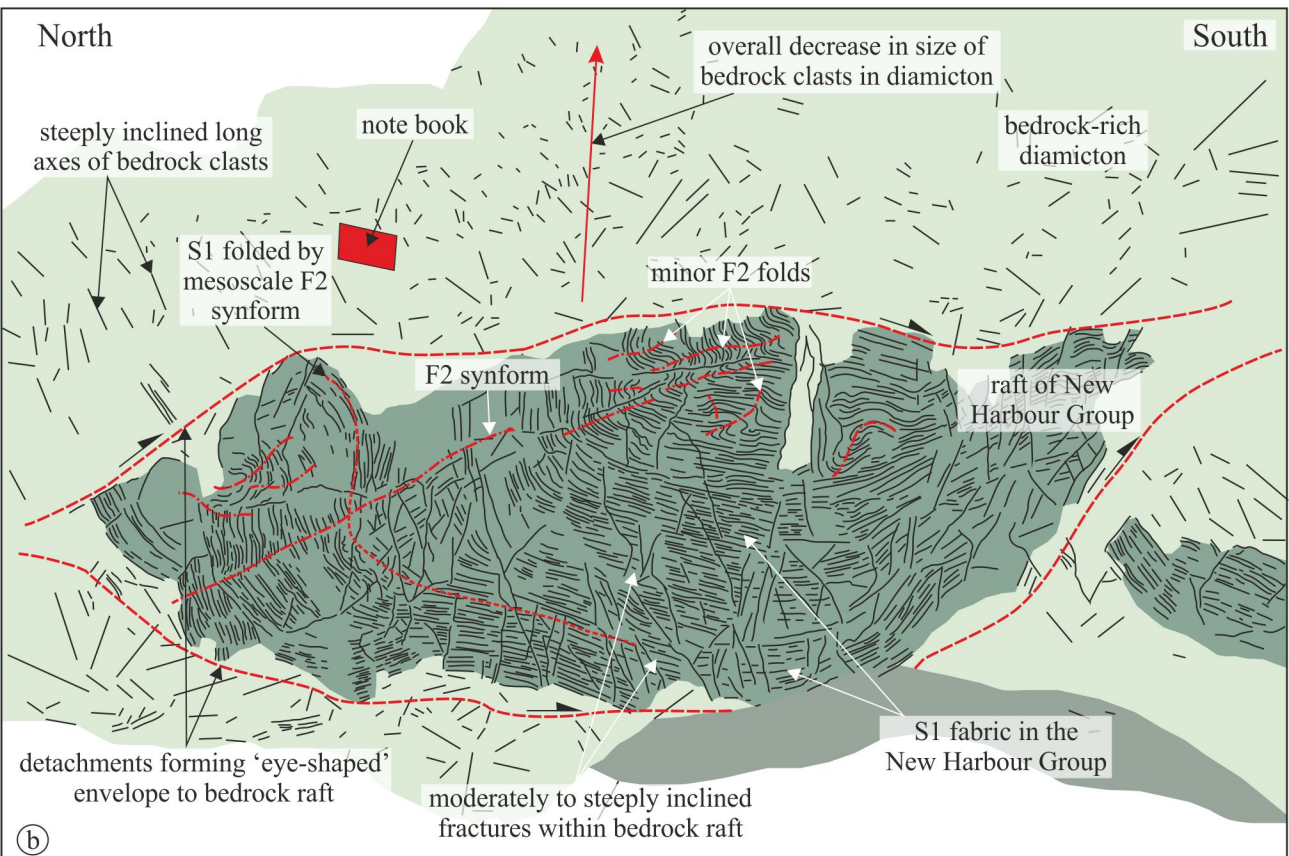 North
South
overall decrease in size of
bedrock clasts in diamicton
steeply inclined long
axes of bedrock clasts
note book
bedrock-rich
diamicton
S1 folded by
mesoscale F2
synform
minor F2 folds
F2 synform
raft of New
Harbour Group
detachments forming ‘eye-shaped’
envelope to bedrock raft
moderately to steeply inclined
fractures within bedrock raft
S1 fabric in the
New Harbour Group
b